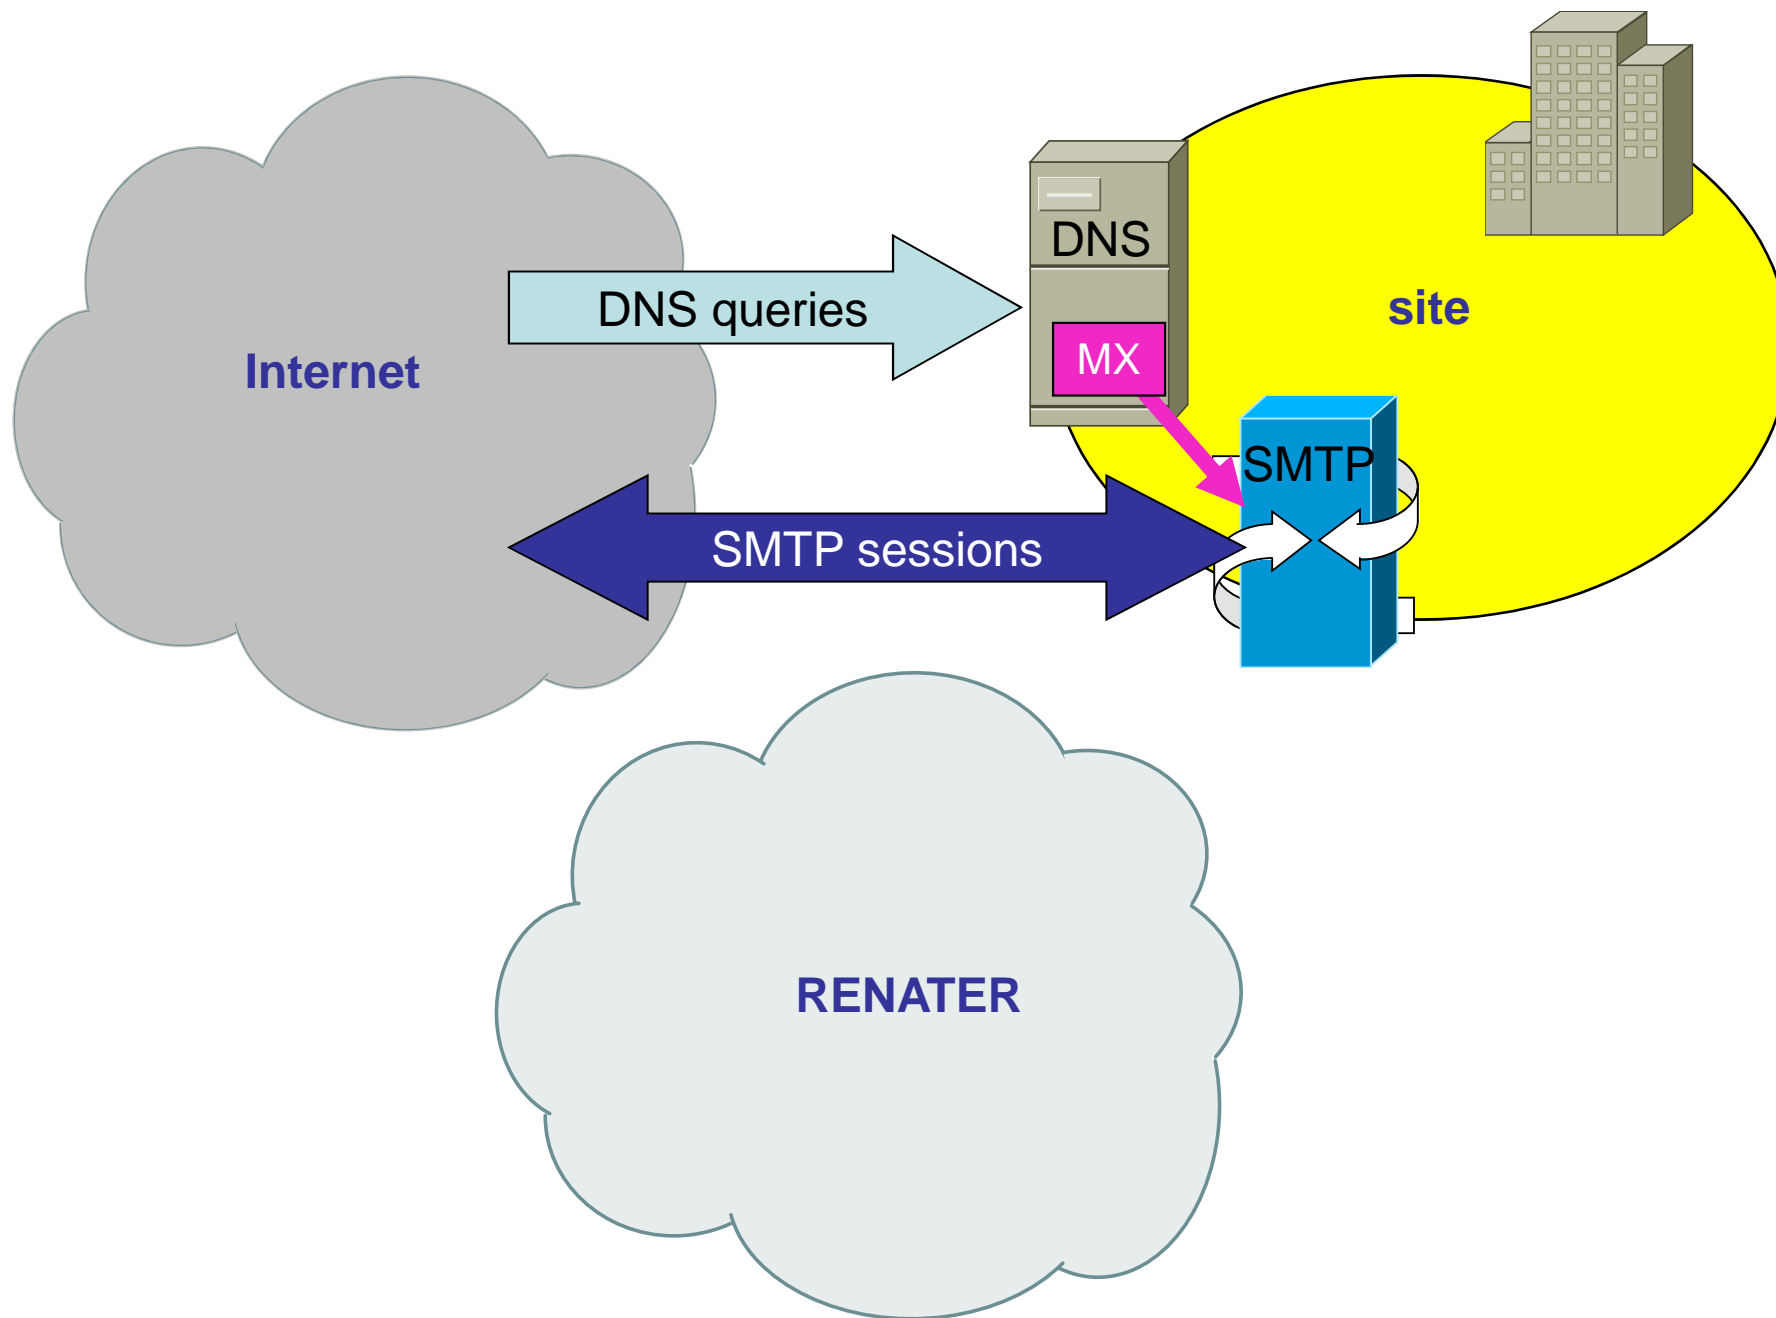 DNS
DNS queries
site
MX
Internet
SMTP
SMTP sessions
RENATER